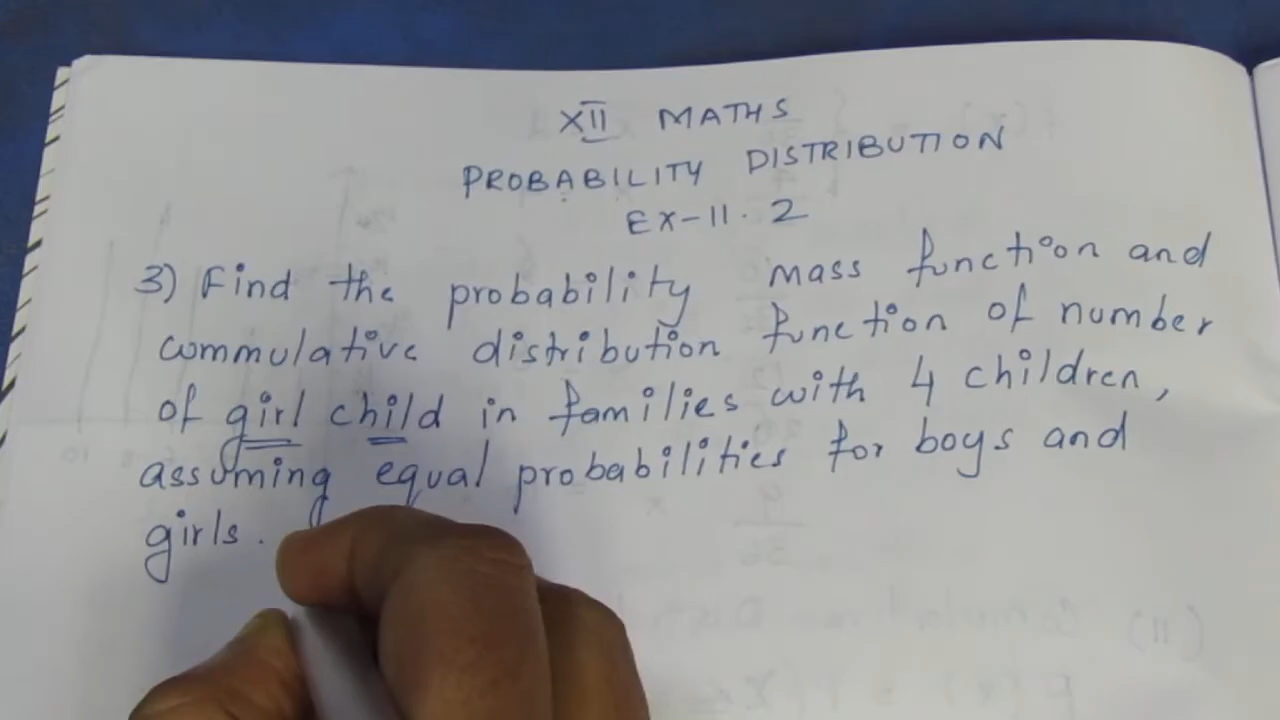 XII MATHS
PROBABILITY DISTRIBUTION
EX-11.2
3) Find the probability mass function and
commulative distribution function of number
of girl child in families with 4 children,
assuming equal probabilities for boys and
girls.